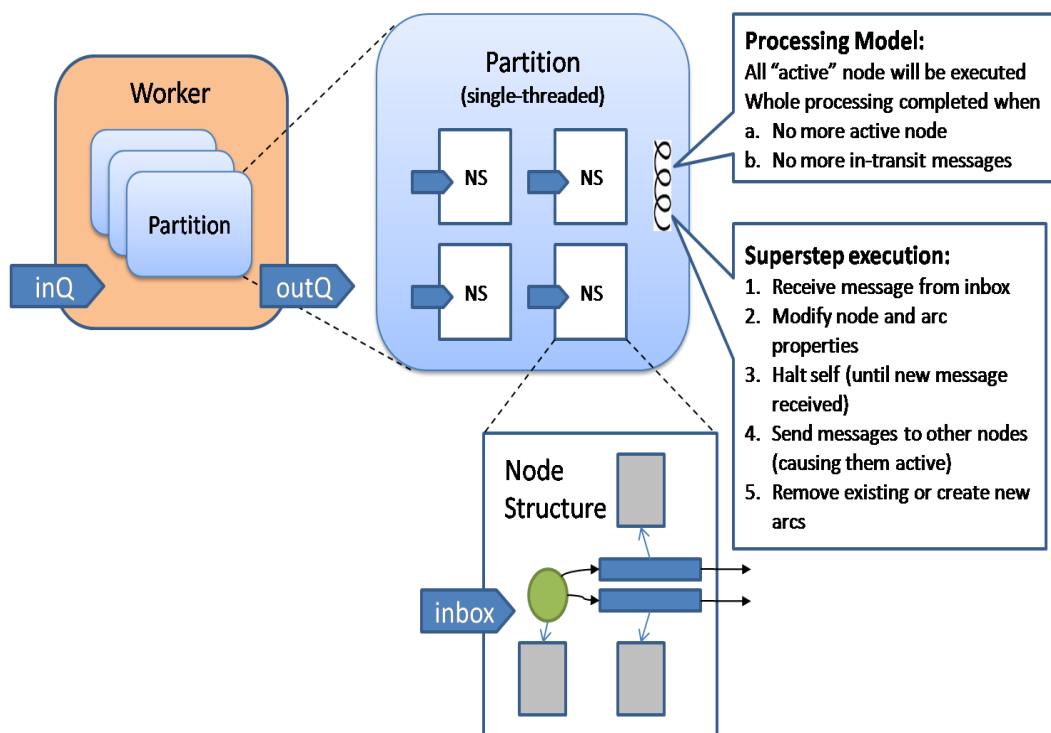 Worker
Partition
inQ
outQ
Partition
(single-threaded)
NS
NS
NS
NS
Processing Model:
All “active” node will be executed
Whole processing completed when
a. No more active node
b. No more in-transit messages
Superstep execution:
1. Receive message from inbox
2. Modify node and arc
properties
3. Halt self (until new message
received)
4. Send messages to other nodes
(causing them active)
5. Remove existing or create new
arcs
Node
Structure
inbox